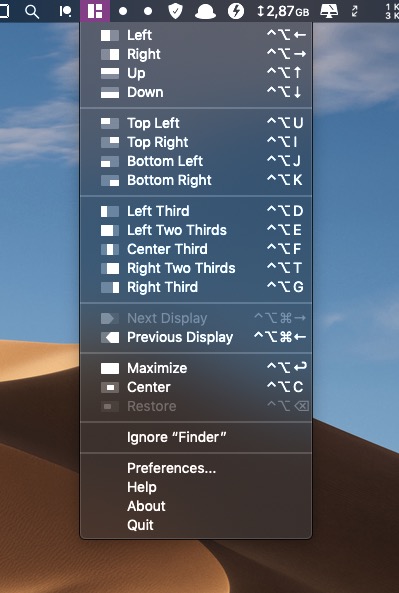 2,87GB
1 K
3 K
Left ^⌥←
Right ^⌥→
Up ^⌥↑
Down ^⌥↓
Top Left ^⌥U
Top Right ^⌥I
Bottom Left ^⌥J
Bottom Right ^⌥K
Left Third ^⌥D
Left Two Thirds ^⌥E
Center Third ^⌥F
Right Two Thirds ^⌥T
Right Third ^⌥G
Next Display ^⌥⌘→
Previous Display ^⌥⌘←
Maximize ^⌥↩
Center ^⌥C
Restore ^⌥⌫
Ignore “Finder”
Preferences...
Help
About
Quit